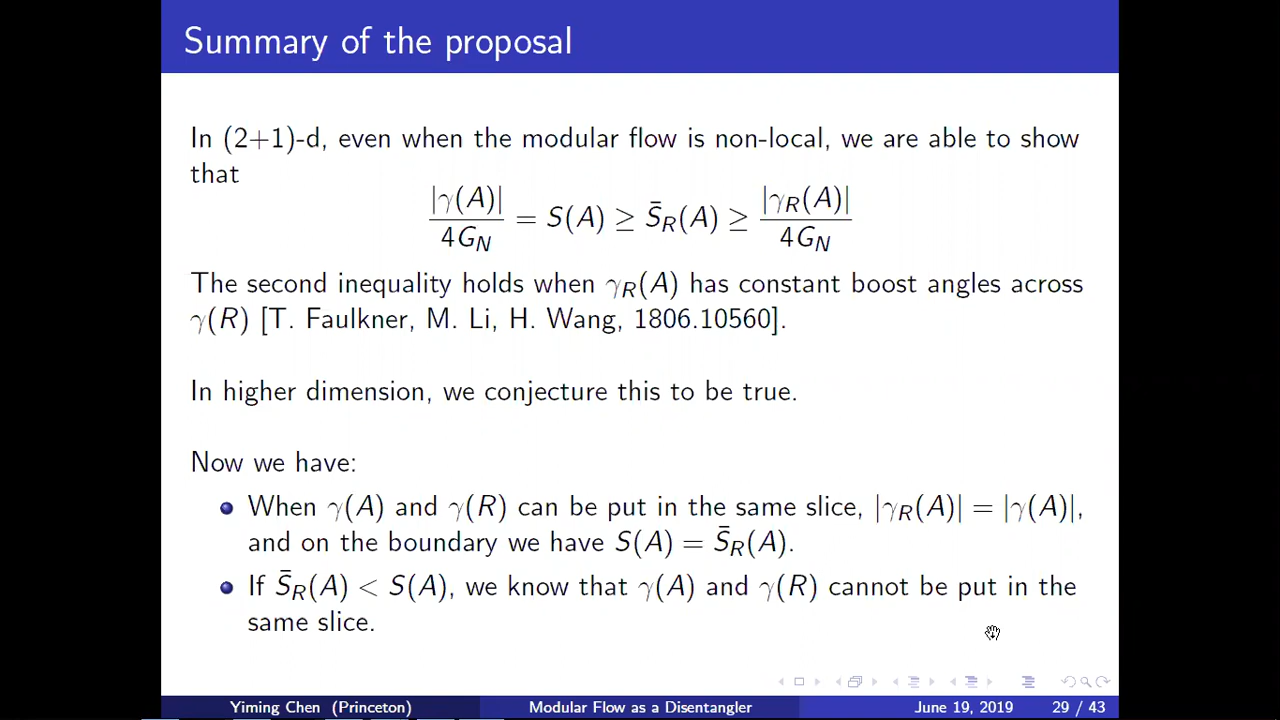 Summary of the proposal
In (2+1)-d, even when the modular flow is non-local, we are able to show
that
|γ(A)|/4G_N = S(A) ≥ S̄_R(A) ≥ |γ_R(A)|/4G_N
The second inequality holds when γ_R(A) has constant boost angles across
γ(R) [T. Faulkner, M. Li, H. Wang, 1806.10560].
In higher dimension, we conjecture this to be true.
Now we have:
When γ(A) and γ(R) can be put in the same slice, |γ_R(A)| = |γ(A)|,
and on the boundary we have S(A) = S̄_R(A).
If S̄_R(A) < S(A), we know that γ(A) and γ(R) cannot be put in the
same slice.
Yiming Chen (Princeton) Modular Flow as a Disentangler June 19, 2019 29 / 43